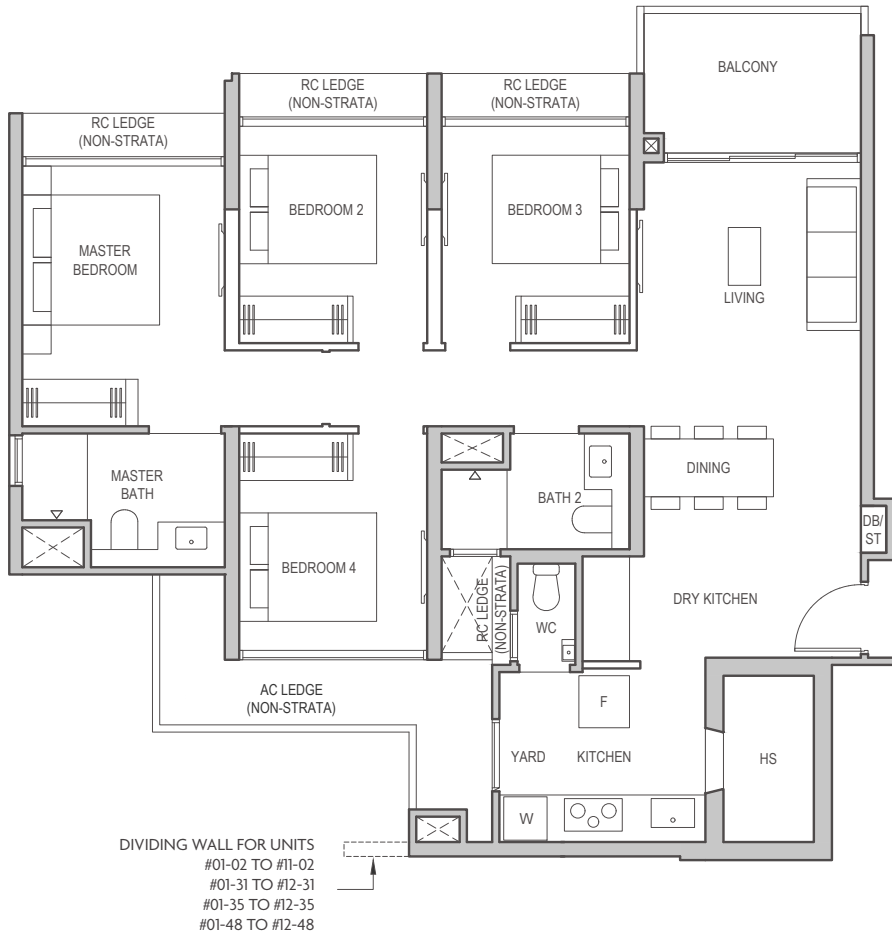 BALCONY
RC LEDGE
(NON-STRATA)
RC LEDGE
(NON-STRATA)
RC LEDGE
(NON-STRATA)
BEDROOM 2
BEDROOM 3
MASTER
BEDROOM
LIVING
MASTER
BATH
BATH 2
DINING
DB/
ST
BEDROOM 4
RC LEDGE
(NON-STRATA)
WC
DRY KITCHEN
AC LEDGE
(NON-STRATA)
F
YARD
KITCHEN
HS
W
DIVIDING WALL FOR UNITS
#01-02 TO #11-02
#01-31 TO #12-31
#01-35 TO #12-35
#01-48 TO #12-48